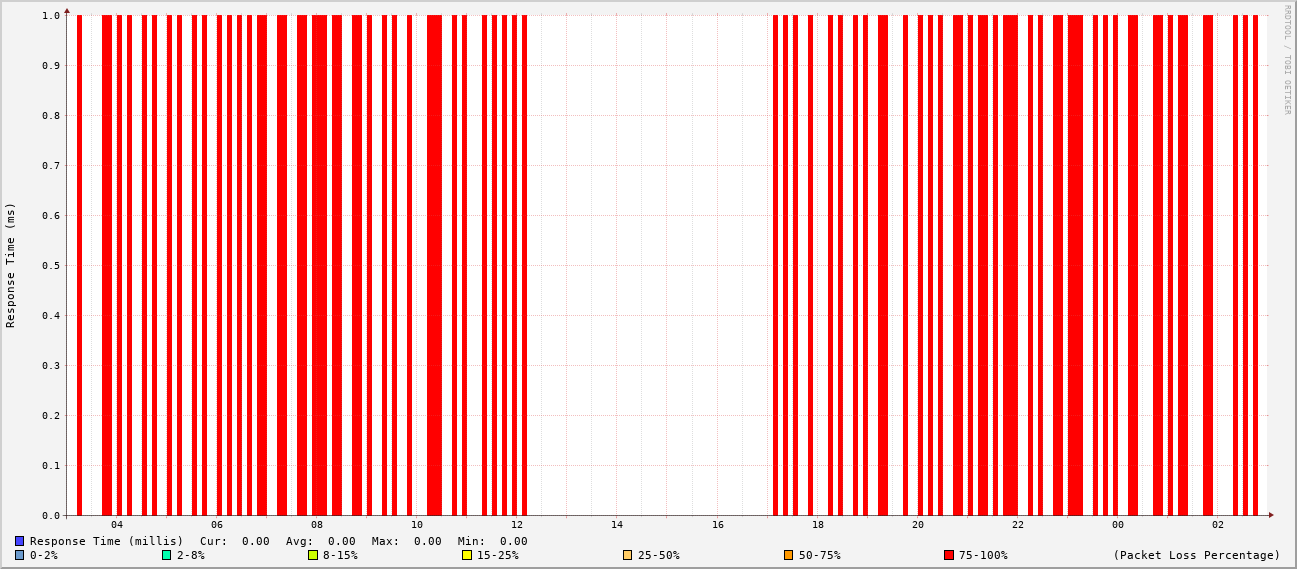 RRDTOOL / TOBI OETIKER
Response Time (ms)
1.0
0.9
0.8
0.7
0.6
0.5
0.4
0.3
0.2
0.1
0.0
04 06 08 10 12 14 16 18 20 22 00 02
Response Time (millis) Cur: 0.00 Avg: 0.00 Max: 0.00 Min: 0.00
0-2% 2-8% 8-15% 15-25% 25-50% 50-75% 75-100% (Packet Loss Percentage)